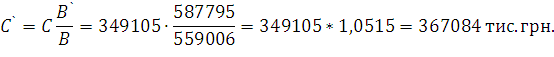 C` = C B`/B = 349105 · 587795/559006 = 349105 * 1,0515 = 367084 тис. грн.